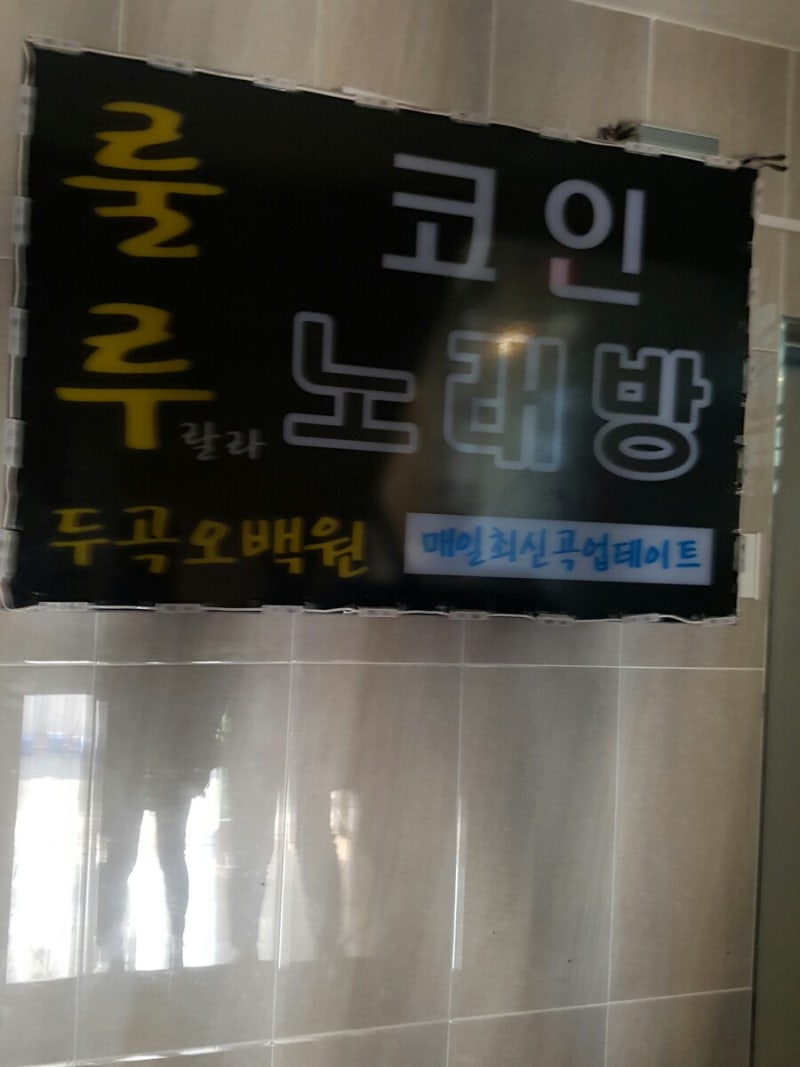 룰루랄라
코인
노래방
두곡오백원
매일최신곡업데이트